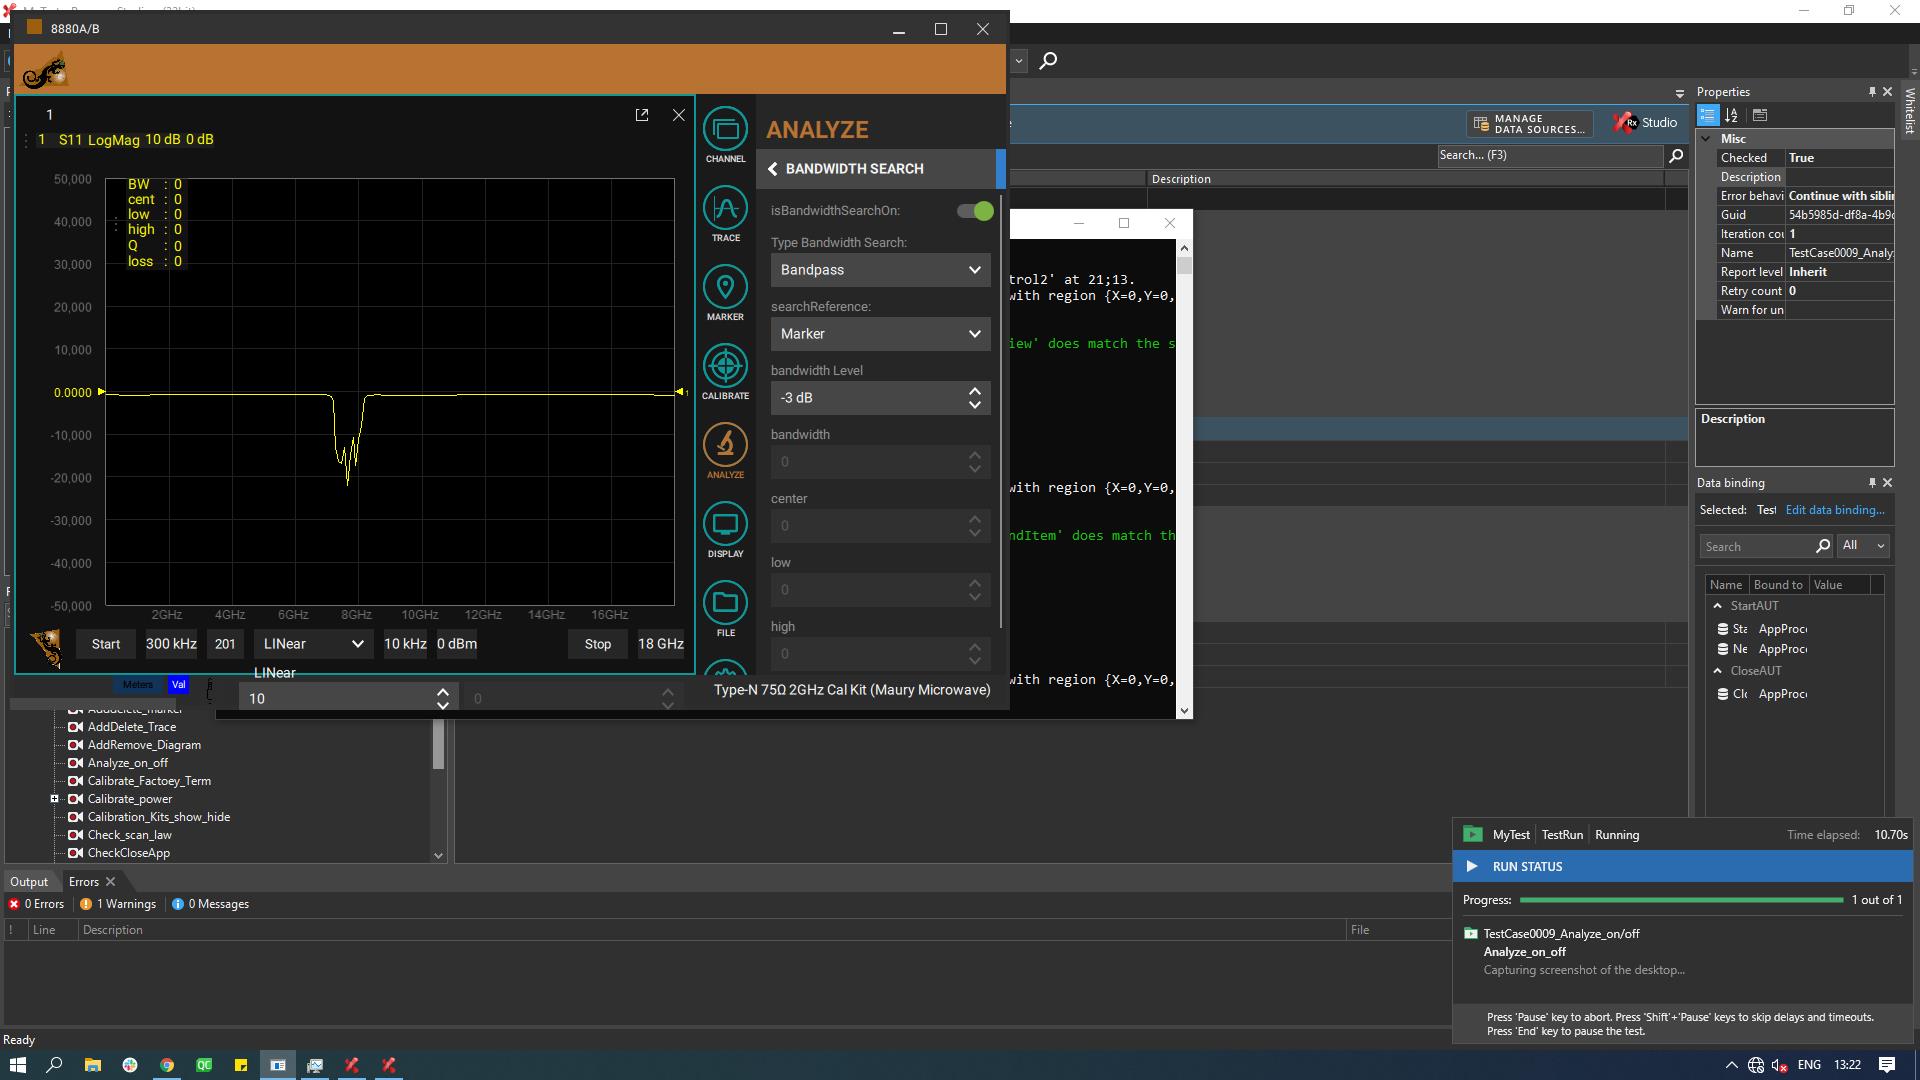 8880A/B
1
1 S11 LogMag 10 dB 0 dB
BW : 0
cent : 0
low : 0
high : 0
Q : 0
loss : 0
50,000
40,000
30,000
20,000
10,000
0.0000
-10,000
-20,000
-30,000
-40,000
-50,000
2GHz 4GHz 6GHz 8GHz 10GHz 12GHz 14GHz 16GHz
1
Start 300 kHz 201 LINear 10 kHz 0 dBm Stop 18 GHz
LINear
Meters Val
10 0
CHANNEL
TRACE
MARKER
CALIBRATE
ANALYZE
DISPLAY
FILE
ANALYZE
BANDWIDTH SEARCH
isBandwidthSearchOn:
Type Bandwidth Search:
Bandpass
searchReference:
Marker
bandwidth Level
-3 dB
bandwidth
0
center
0
low
0
high
0
Type-N 75Ω 2GHz Cal Kit (Maury Microwave)
MANAGE
DATA SOURCES...
Rx Studio
Search... (F3)
Description
trol2' at 21;13.
with region {X=0,Y=0,
iew' does match the s
with region {X=0,Y=0,
ndItem' does match th
with region {X=0,Y=0,
Properties
Whitelist
Misc
Checked True
Description
Error behavi Continue with siblin
Guid 54b5985d-df8a-4b9c
Iteration cou 1
Name TestCase0009_Analy
Report level Inherit
Retry count 0
Warn for un
Description
Data binding
Selected: Test Edit data binding...
Search All
Name Bound to Value
StartAUT
Sta AppProce
Ne AppProce
CloseAUT
Clo AppProce
AddDelete_Trace
AddRemove_Diagram
Analyze_on_off
Calibrate_Factoey_Term
Calibrate_power
Calibration_Kits_show_hide
Check_scan_law
CheckCloseApp
Output Errors
0 Errors 1 Warnings 0 Messages
! Line Description File
MyTest TestRun Running Time elapsed: 10.70s
RUN STATUS
Progress: 1 out of 1
TestCase0009_Analyze_on/off
Analyze_on_off
Capturing screenshot of the desktop...
Press 'Pause' key to abort. Press 'Shift'+'Pause' keys to skip delays and timeouts.
Press 'End' key to pause the test.
Ready
QC
ENG 13:22